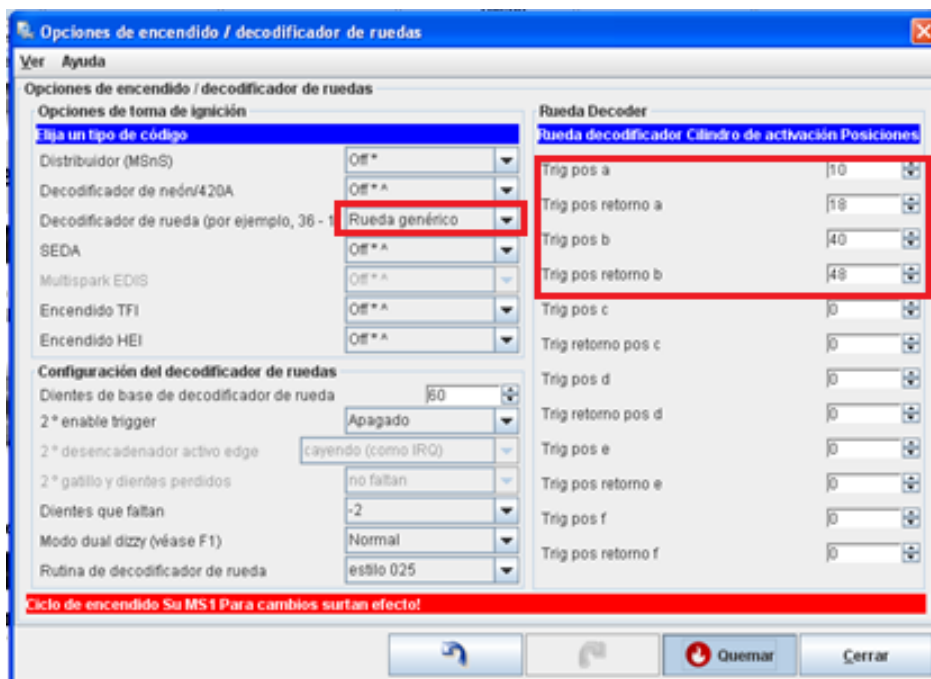 Opciones de encendido / decodificador de ruedas
Ver Ayuda
Opciones de encendido / decodificador de ruedas
Opciones de toma de ignición
Elija un tipo de código
Distribuidor (MSnS) Off *
Decodificador de neón/420A Off * ^
Decodificador de rueda (por ejemplo, 36 - 1 Rueda genérico
SEDA Off * ^
Multispark EDIS Off * ^
Encendido TFI Off * ^
Encendido HEI Off * ^
Configuración del decodificador de ruedas
Dientes de base de decodificador de rueda 60
2 º enable trigger Apagado
2 º desencadenador activo edge cayendo (como IRQ)
2 º gatillo y dientes perdidos no faltan
Dientes que faltan -2
Modo dual dizzy (véase F1) Normal
Rutina de decodificador de rueda estilo 025
Rueda Decoder
Rueda decodificador Cilindro de activación Posiciones
Trig pos a 10
Trig pos retorno a 18
Trig pos b 40
Trig pos retorno b 48
Trig pos c 0
Trig retorno pos c 0
Trig pos d 0
Trig retorno pos d 0
Trig pos e 0
Trig pos retorno e 0
Trig pos f 0
Trig pos retorno f 0
Ciclo de encendido Su MS1 Para cambios surtan efecto!
Quemar
Cerrar